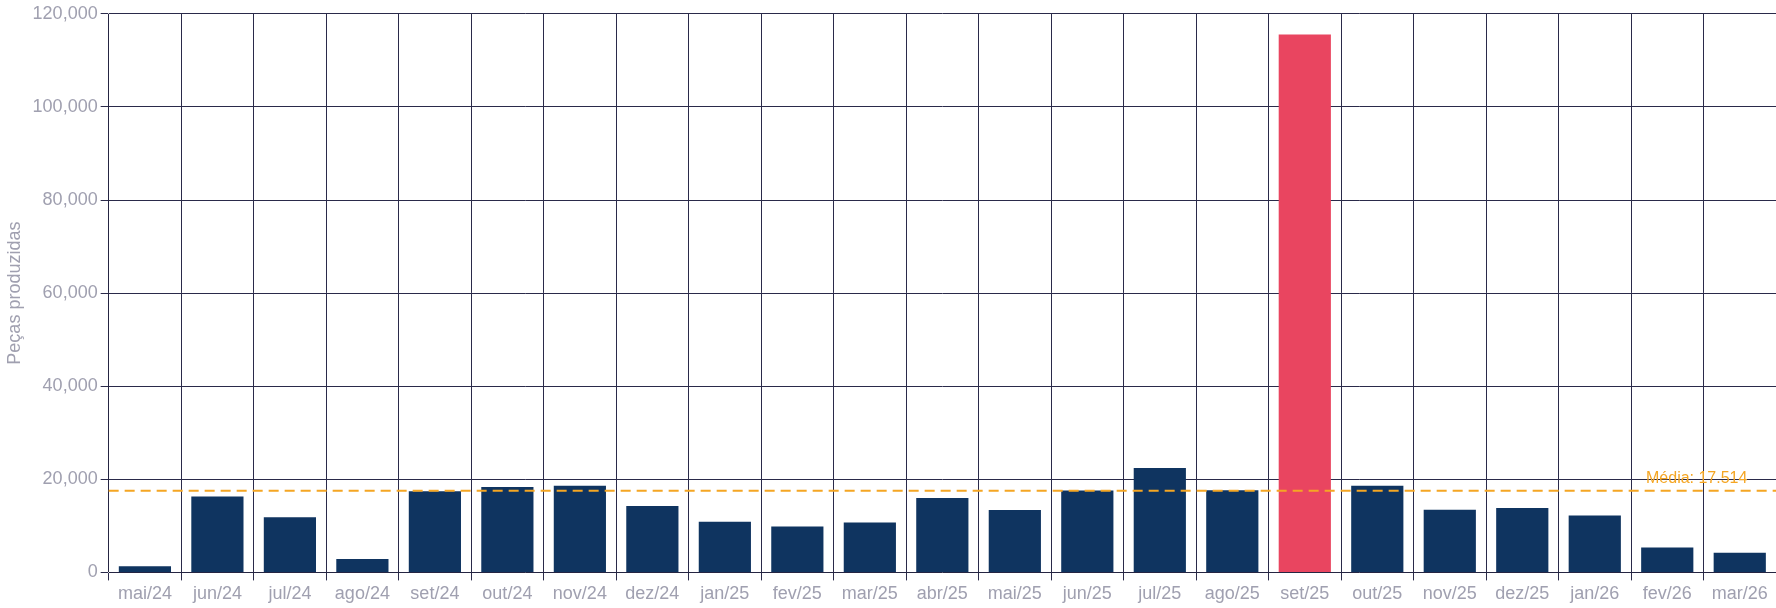 120,000
100,000
80,000
60,000
40,000
20,000
0
Peças produzidas
Média: 17.514
mai/24 jun/24 jul/24 ago/24 set/24 out/24 nov/24 dez/24 jan/25 fev/25 mar/25 abr/25 mai/25 jun/25 jul/25 ago/25 set/25 out/25 nov/25 dez/25 jan/26 fev/26 mar/26